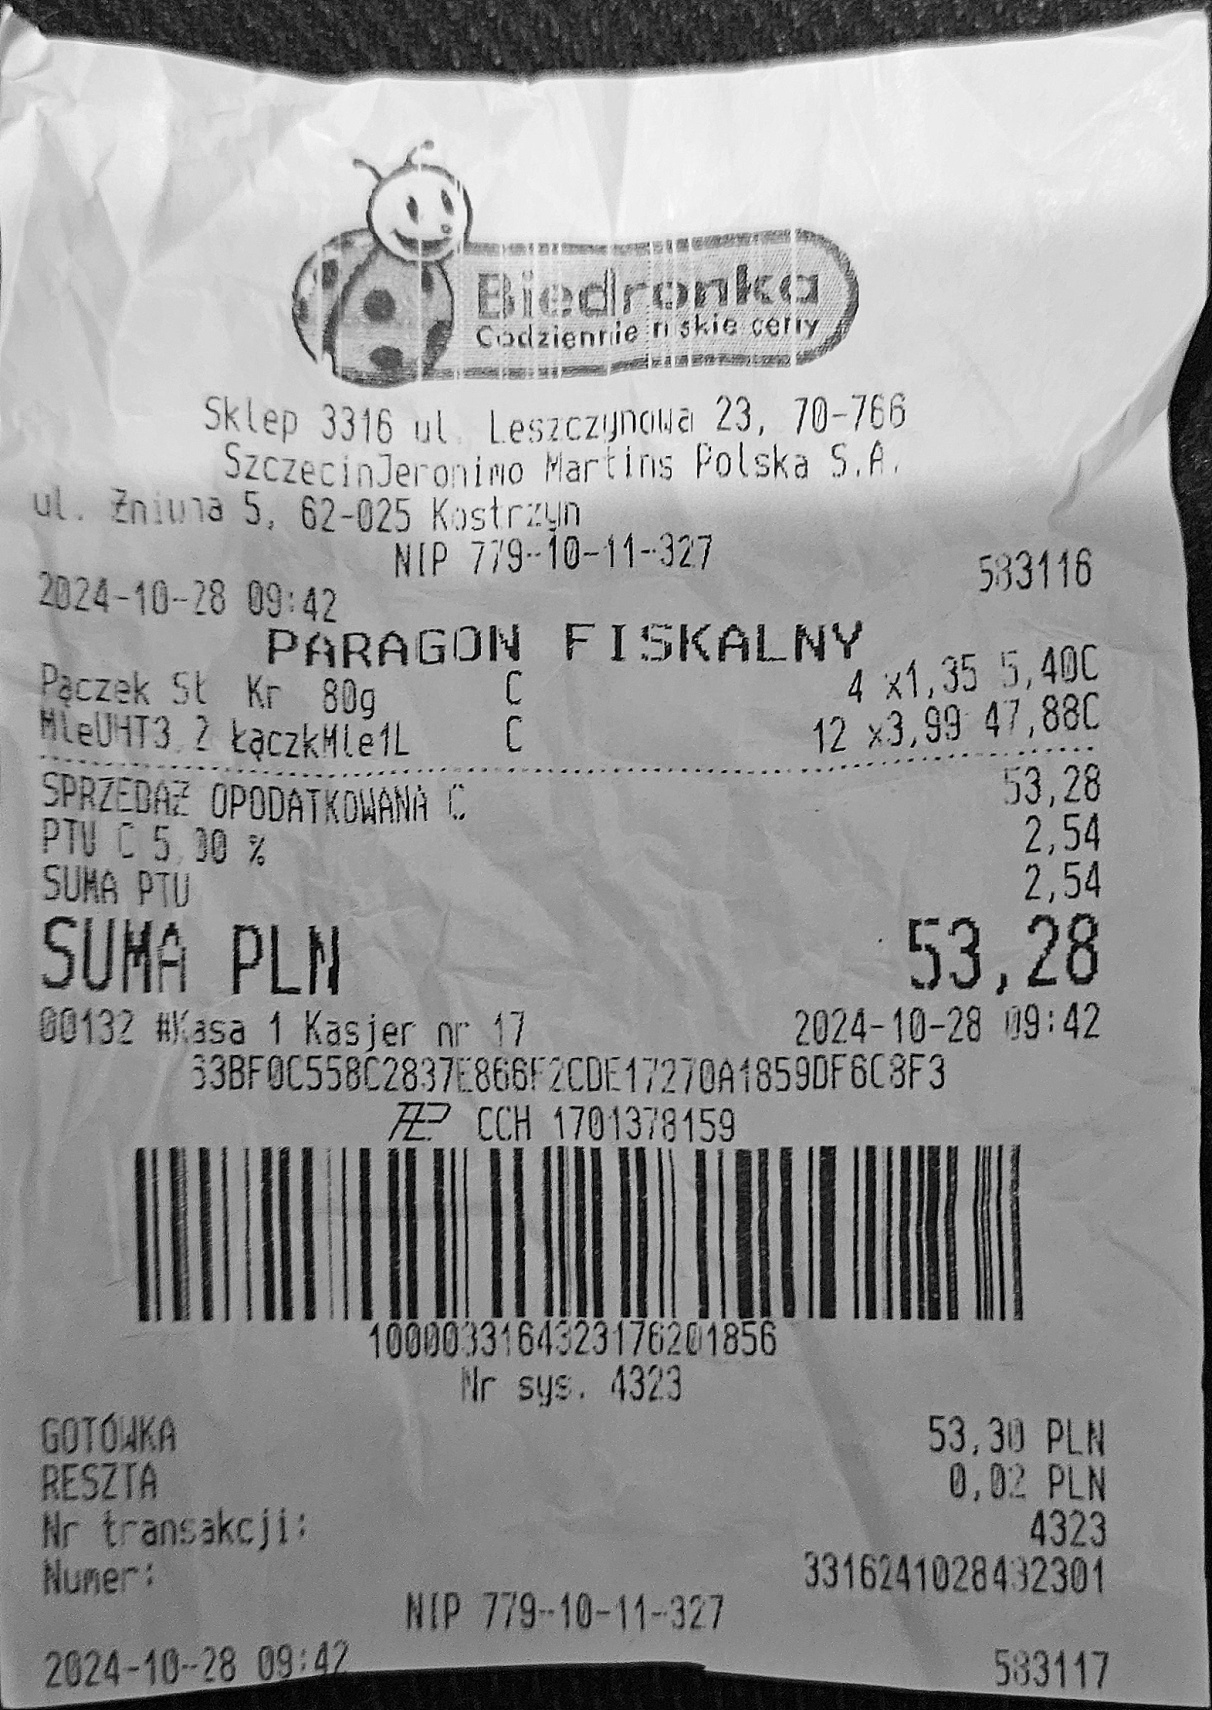 Biedronka
Codziennie niskie ceny
Sklep 3316 ul. Leszczynowa 23, 70-766
SzczecinJeronimo Martins Polska S.A.
ul. Żniwna 5, 62-025 Kostrzyn
NIP 779-10-11-327
2024-10-28 09:42 583116
PARAGON FISKALNY
Pączek St Kr 80g C 4 x1,35 5,40C
MleUHT3,2 ŁączkMle1L C 12 x3,99 47,88C
SPRZEDAŻ OPODATKOWANA C 53,28
PTU C 5,00 % 2,54
SUMA PTU 2,54
SUMA PLN 53,28
00132 #Kasa 1 Kasjer nr 17 2024-10-28 09:42
CCH 1701378159
1000033164323176201856
Nr sys. 4323
GOTÓWKA 53,30 PLN
RESZTA 0,02 PLN
Nr transakcji: 4323
Numer: 3316241028432301
NIP 779-10-11-327
2024-10-28 09:42 583117